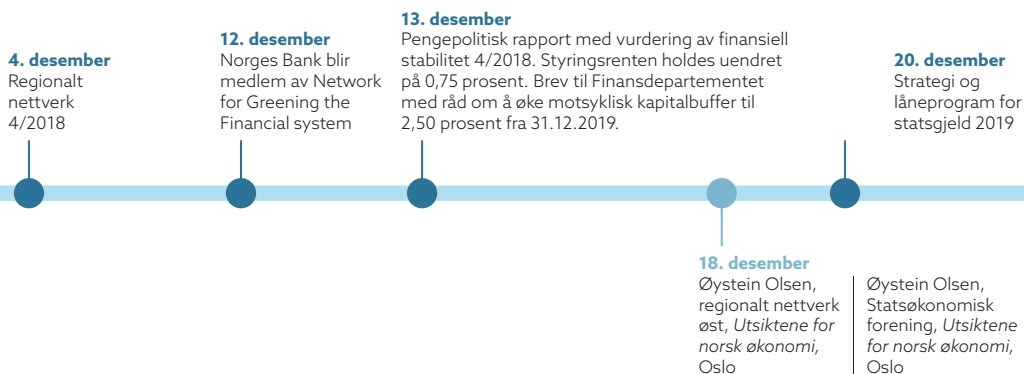 4. desember
Regionalt
nettverk
4/2018
12. desember
Norges Bank blir
medlem av Network
for Greening the
Financial system
13. desember
Pengepolitisk rapport med vurdering av finansiell
stabilitet 4/2018. Styringsrenten holdes uendret
på 0,75 prosent. Brev til Finansdepartementet
med råd om å øke motsyklisk kapitalbuffer til
2,50 prosent fra 31.12.2019.
20. desember
Strategi og
låneprogram for
statsgjeld 2019
18. desember
Øystein Olsen,
regionalt nettverk
øst, Utsiktene for
norsk økonomi,
Oslo
Øystein Olsen,
Statsøkonomisk
forening, Utsiktene
for norsk økonomi,
Oslo